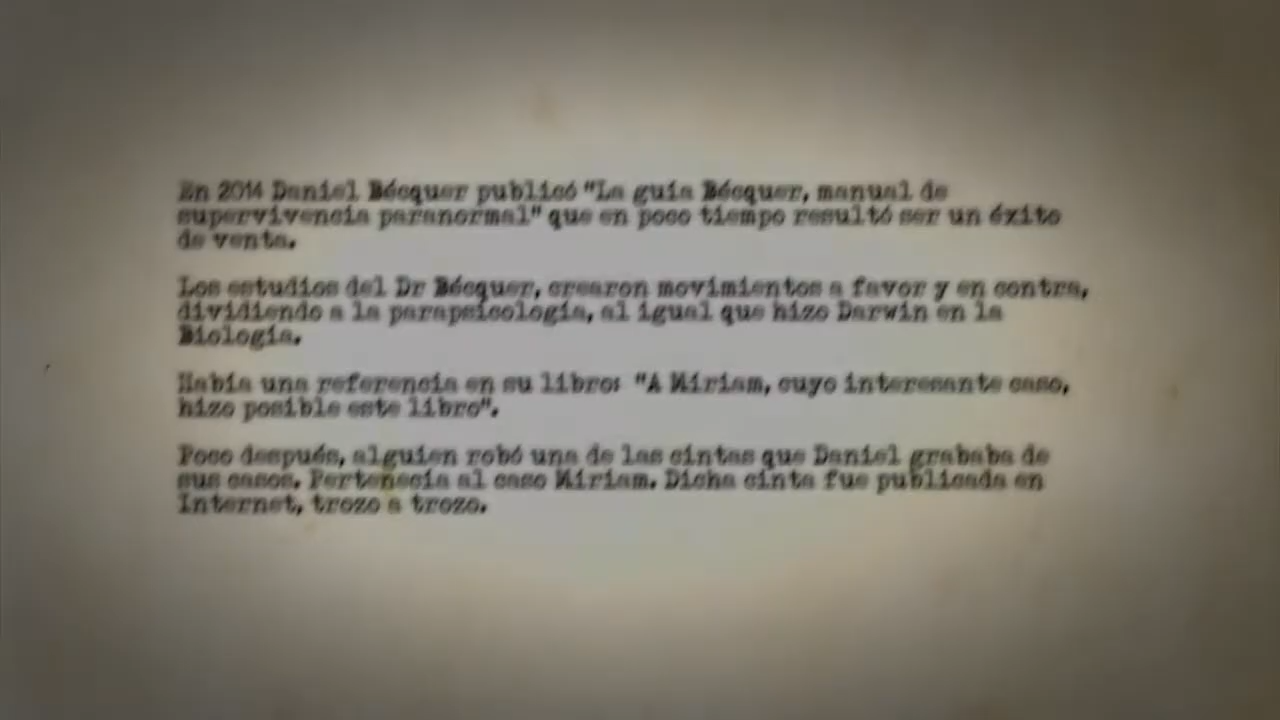 En 2014 Daniel Bécquer publicó "La guía Bécquer, manual de
supervivencia paranormal" que en poco tiempo resultó ser un éxito
de venta.
Los estudios del Dr Bécquer, crearon movimientos a favor y en contra,
dividiendo a la parapsicología, al igual que hizo Darwin en la
Biología.
Había una referencia en su libro: "A Miriam, cuyo interesante caso,
hizo posible este libro".
Poco después, alguien robó una de las cintas que Daniel grababa de
sus casos. Pertenecía al caso Miriam. Dicha cinta fue publicada en
Internet, trozo a trozo.